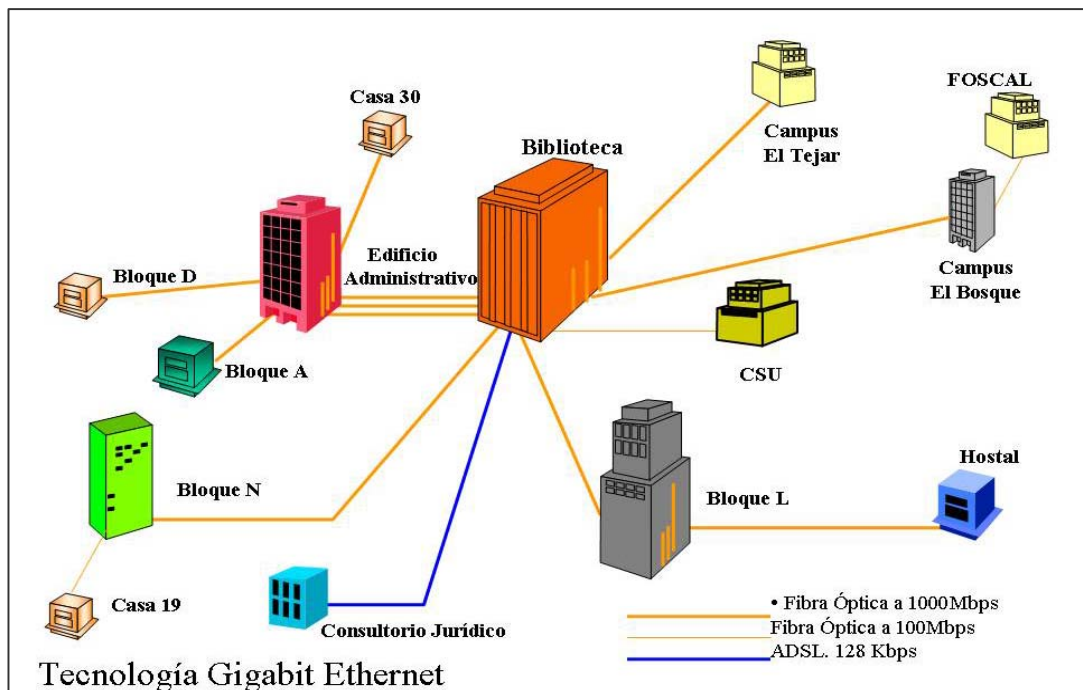 Casa 30
FOSCAL
Campus
El Tejar
Biblioteca
Bloque D
Edificio
Administrativo
Campus
El Bosque
Bloque A
CSU
Bloque N
Bloque L
Hostal
Casa 19
Consultorio Jurídico
• Fibra Óptica a 1000Mbps
Fibra Óptica a 100Mbps
ADSL. 128 Kbps
Tecnología Gigabit Ethernet